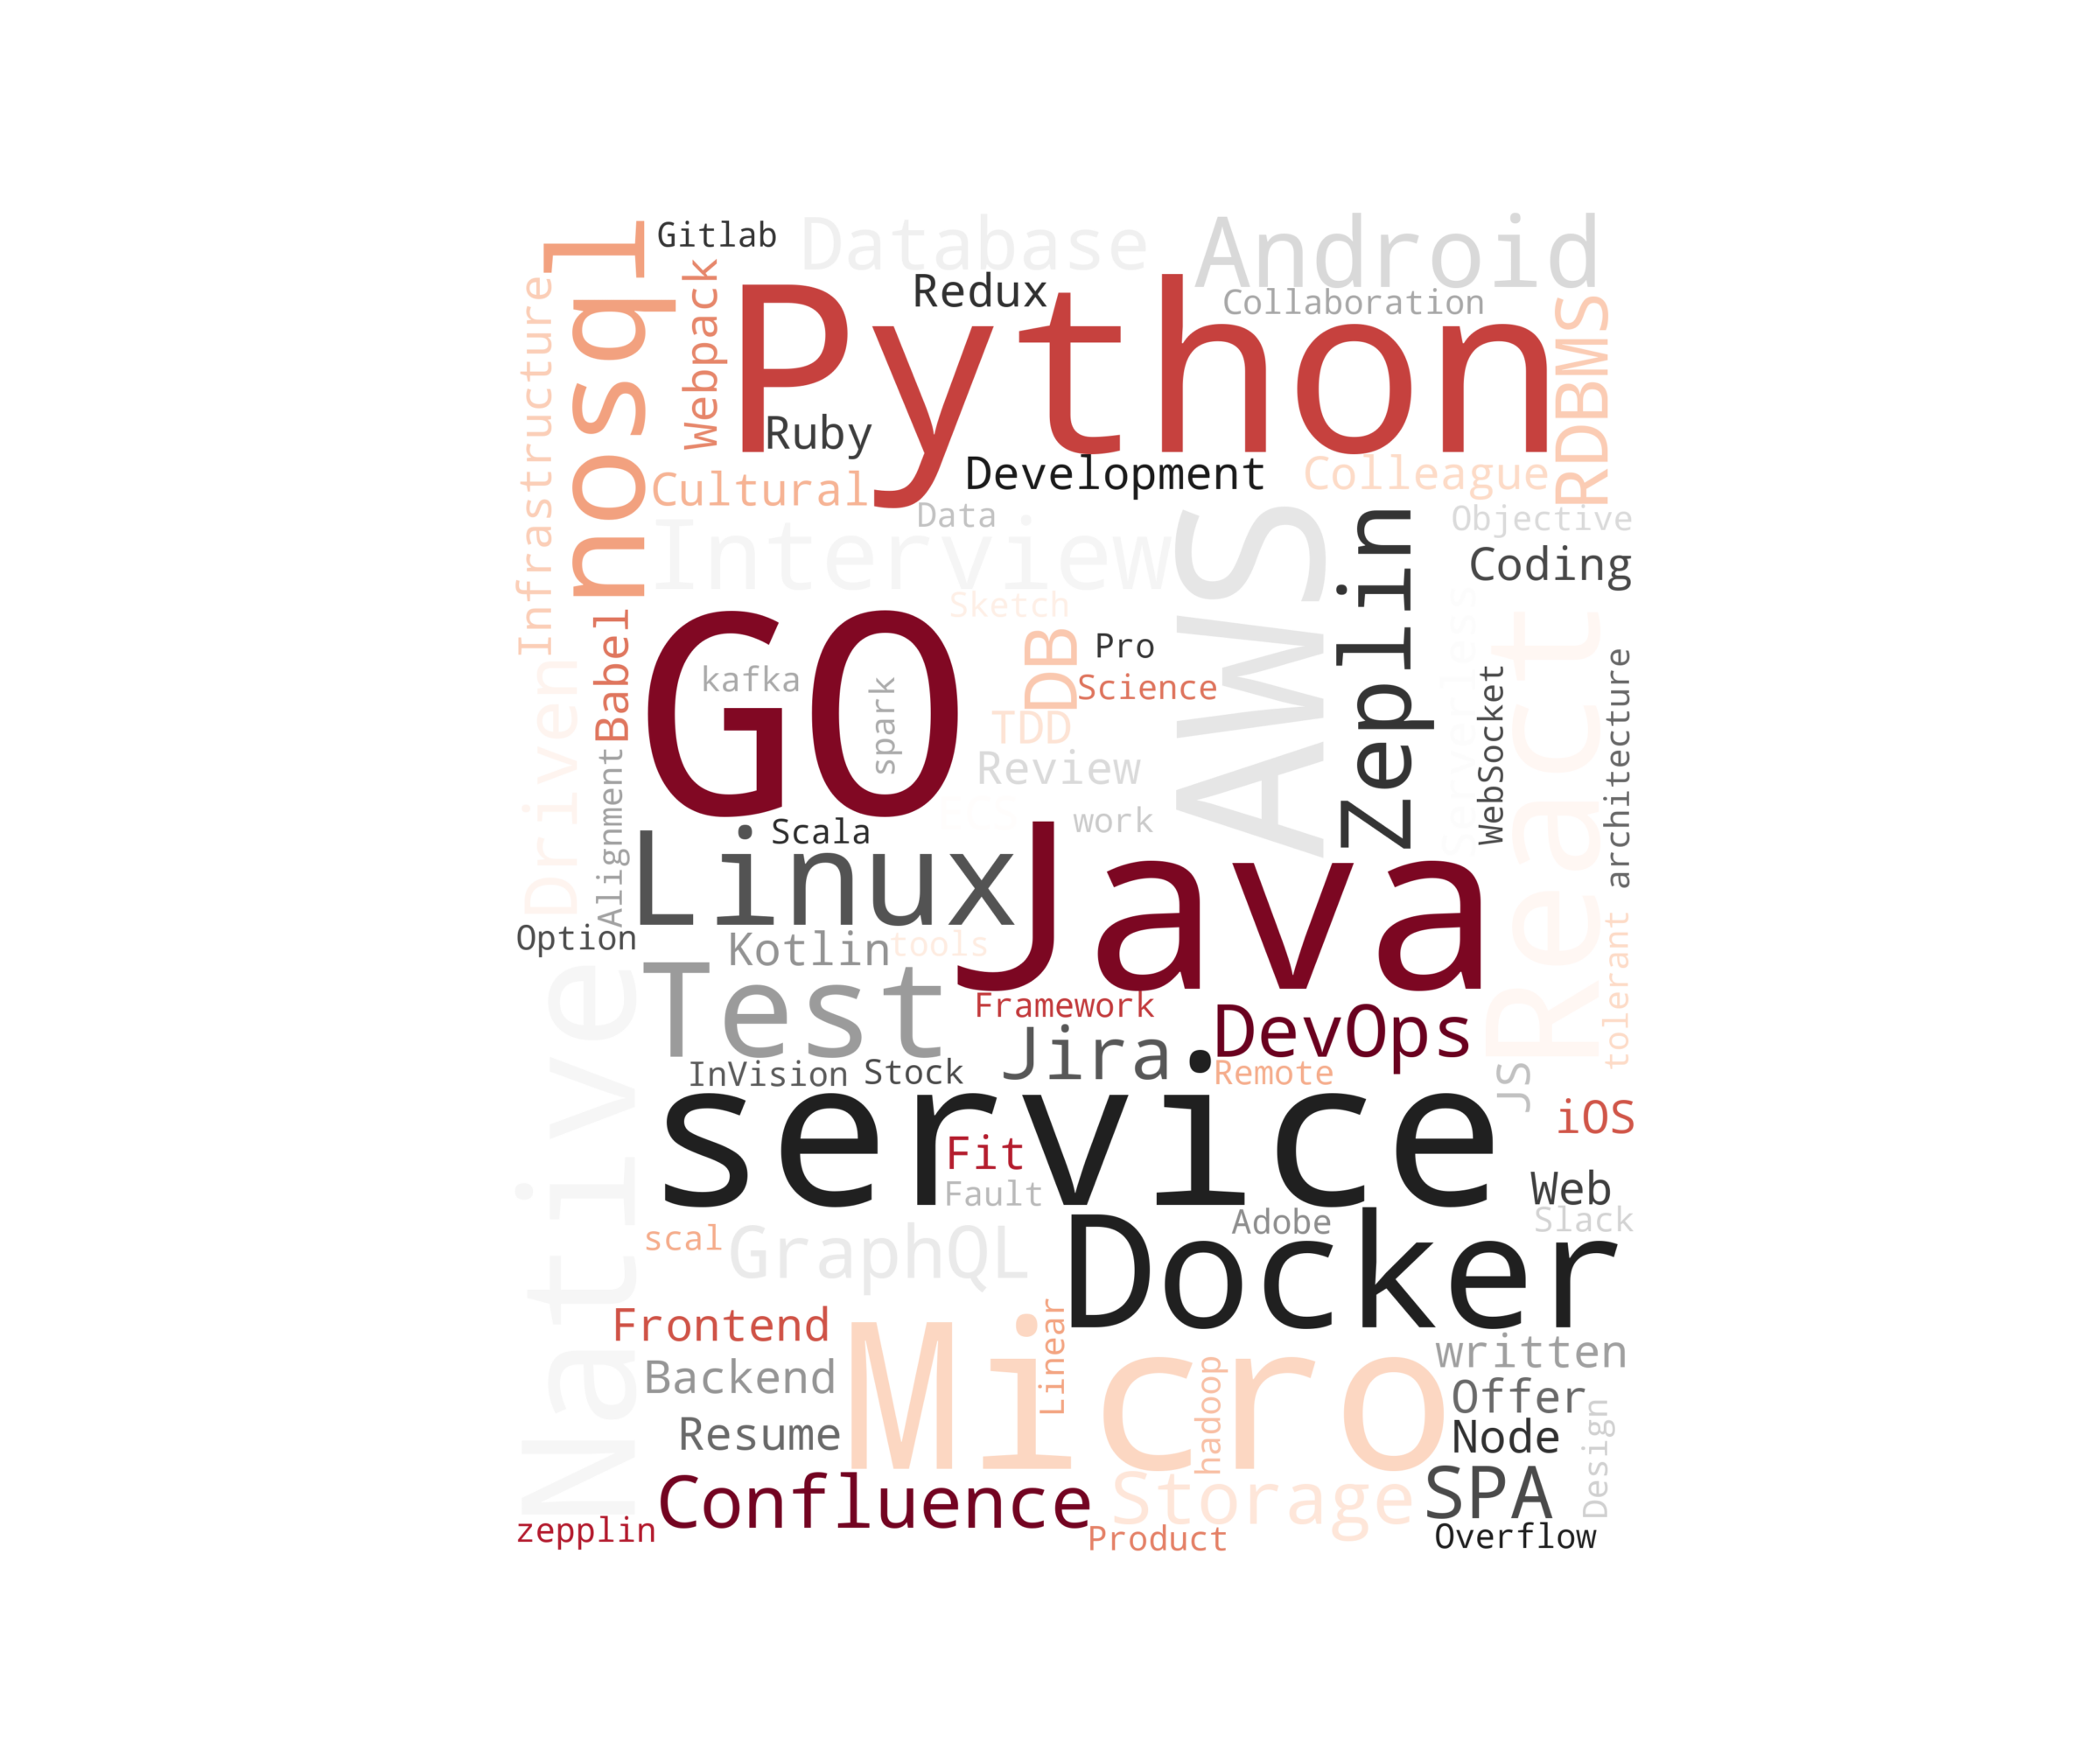 Gitlab
Database
Android
nosql
Infrastructure
Webpack
Redux
Collaboration
Python
RDBMS
Ruby
Cultural
Development
Colleague
Data
Objective
Interview
AWS
Zeplin
Coding
Sketch
Babel
GO
kafka
spark
DB
Pro
Science
TDD
Review
ECS
work
serverless
WebSocket
React
architecture
Driven
Alignment
Scala
Linux
Java
Option
Kotlin
tools
tolerant
Native
Test
Framework
DevOps
Jira
Remote
InVision
Stock
JS
iOS
service
Fit
Fault
Web
Slack
scal
GraphQL
Adobe
Docker
Frontend
Linear
Micro
hadoop
written
Backend
Offer
Resume
Node
Design
Confluence
Storage
SPA
zepplin
Product
Overflow